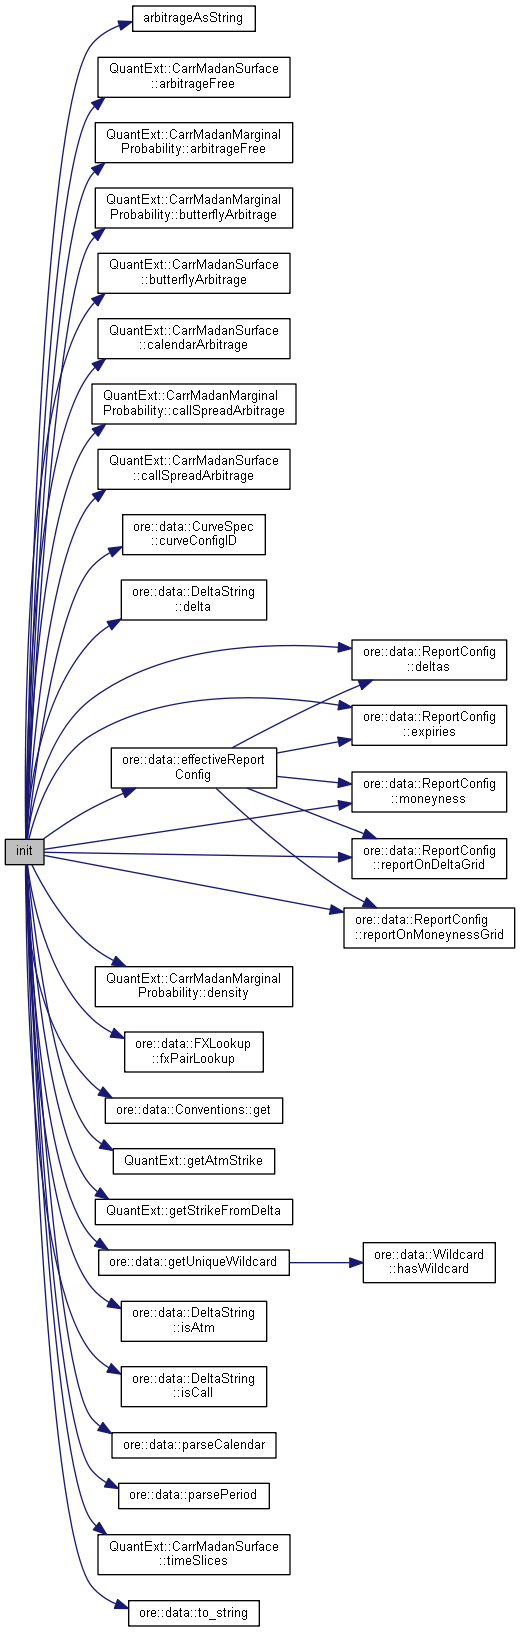 arbitrageAsString
QuantExt::CarrMadanSurface
::arbitrageFree
QuantExt::CarrMadanMarginal
Probability::arbitrageFree
QuantExt::CarrMadanMarginal
Probability::butterflyArbitrage
QuantExt::CarrMadanSurface
::butterflyArbitrage
QuantExt::CarrMadanSurface
::calendarArbitrage
QuantExt::CarrMadanMarginal
Probability::callSpreadArbitrage
QuantExt::CarrMadanSurface
::callSpreadArbitrage
ore::data::CurveSpec
::curveConfigID
ore::data::DeltaString
::delta
ore::data::ReportConfig
::deltas
ore::data::ReportConfig
::expiries
ore::data::effectiveReport
Config
ore::data::ReportConfig
::moneyness
init
ore::data::ReportConfig
::reportOnDeltaGrid
ore::data::ReportConfig
::reportOnMoneynessGrid
QuantExt::CarrMadanMarginal
Probability::density
ore::data::FXLookup
::fxPairLookup
ore::data::Conventions::get
QuantExt::getAtmStrike
QuantExt::getStrikeFromDelta
ore::data::getUniqueWildcard
ore::data::Wildcard
::hasWildcard
ore::data::DeltaString
::isAtm
ore::data::DeltaString
::isCall
ore::data::parseCalendar
ore::data::parsePeriod
QuantExt::CarrMadanSurface
::timeSlices
ore::data::to_string